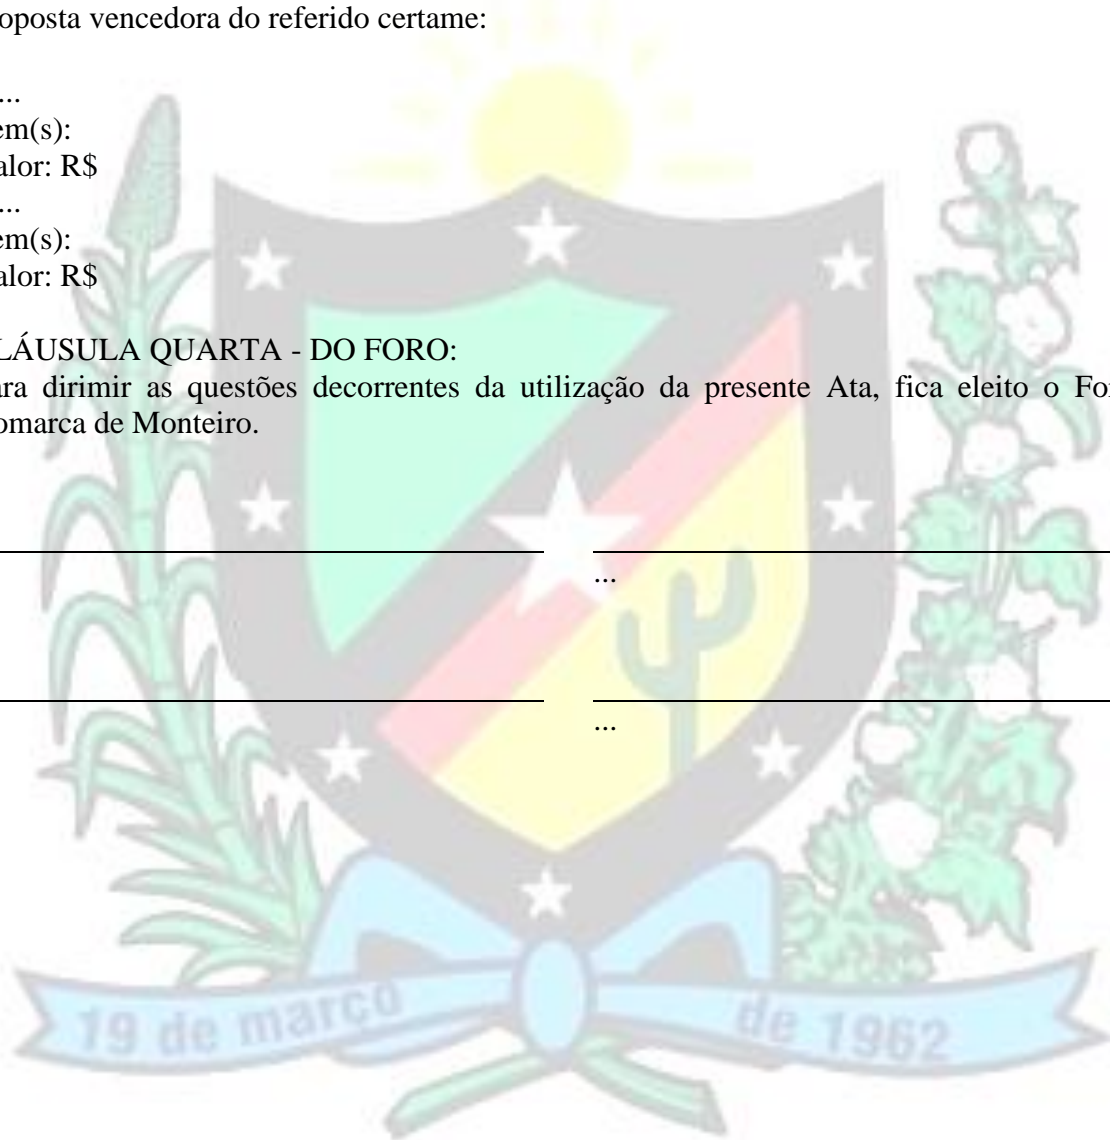 oposta vencedora do referido certame:
...
em(s):
alor: R$
...
em(s):
alor: R$
LÁUSULA QUARTA - DO FORO:
ara dirimir as questões decorrentes da utilização da presente Ata, fica eleito o For
omarca de Monteiro.
...
...
19 de março de 1962